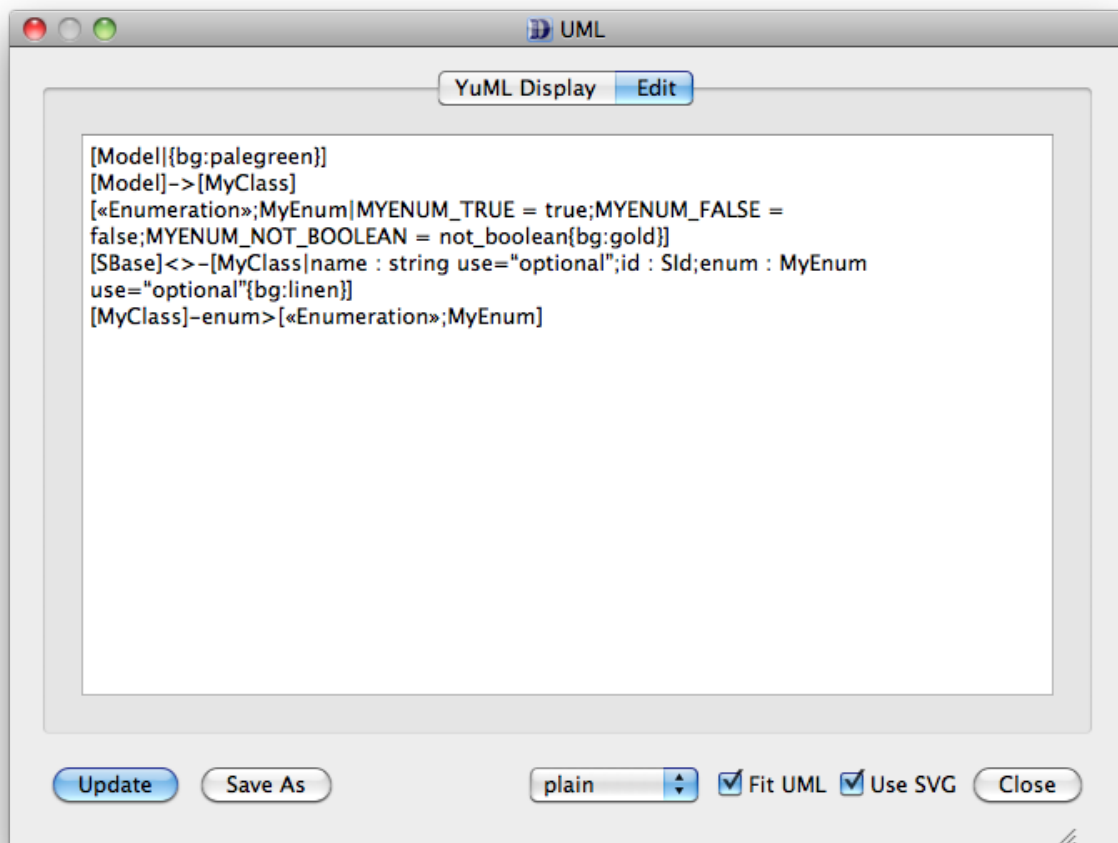 UML
YuML Display Edit
[Model|{bg:palegreen}]
[Model]->[MyClass]
[«Enumeration»;MyEnum|MYENUM_TRUE = true;MYENUM_FALSE =
false;MYENUM_NOT_BOOLEAN = not_boolean{bg:gold}]
[SBase]<>-[MyClass|name : string use=“optional”;id : SId;enum : MyEnum
use=“optional”{bg:linen}]
[MyClass]-enum>[«Enumeration»;MyEnum]
Update Save As plain Fit UML Use SVG Close